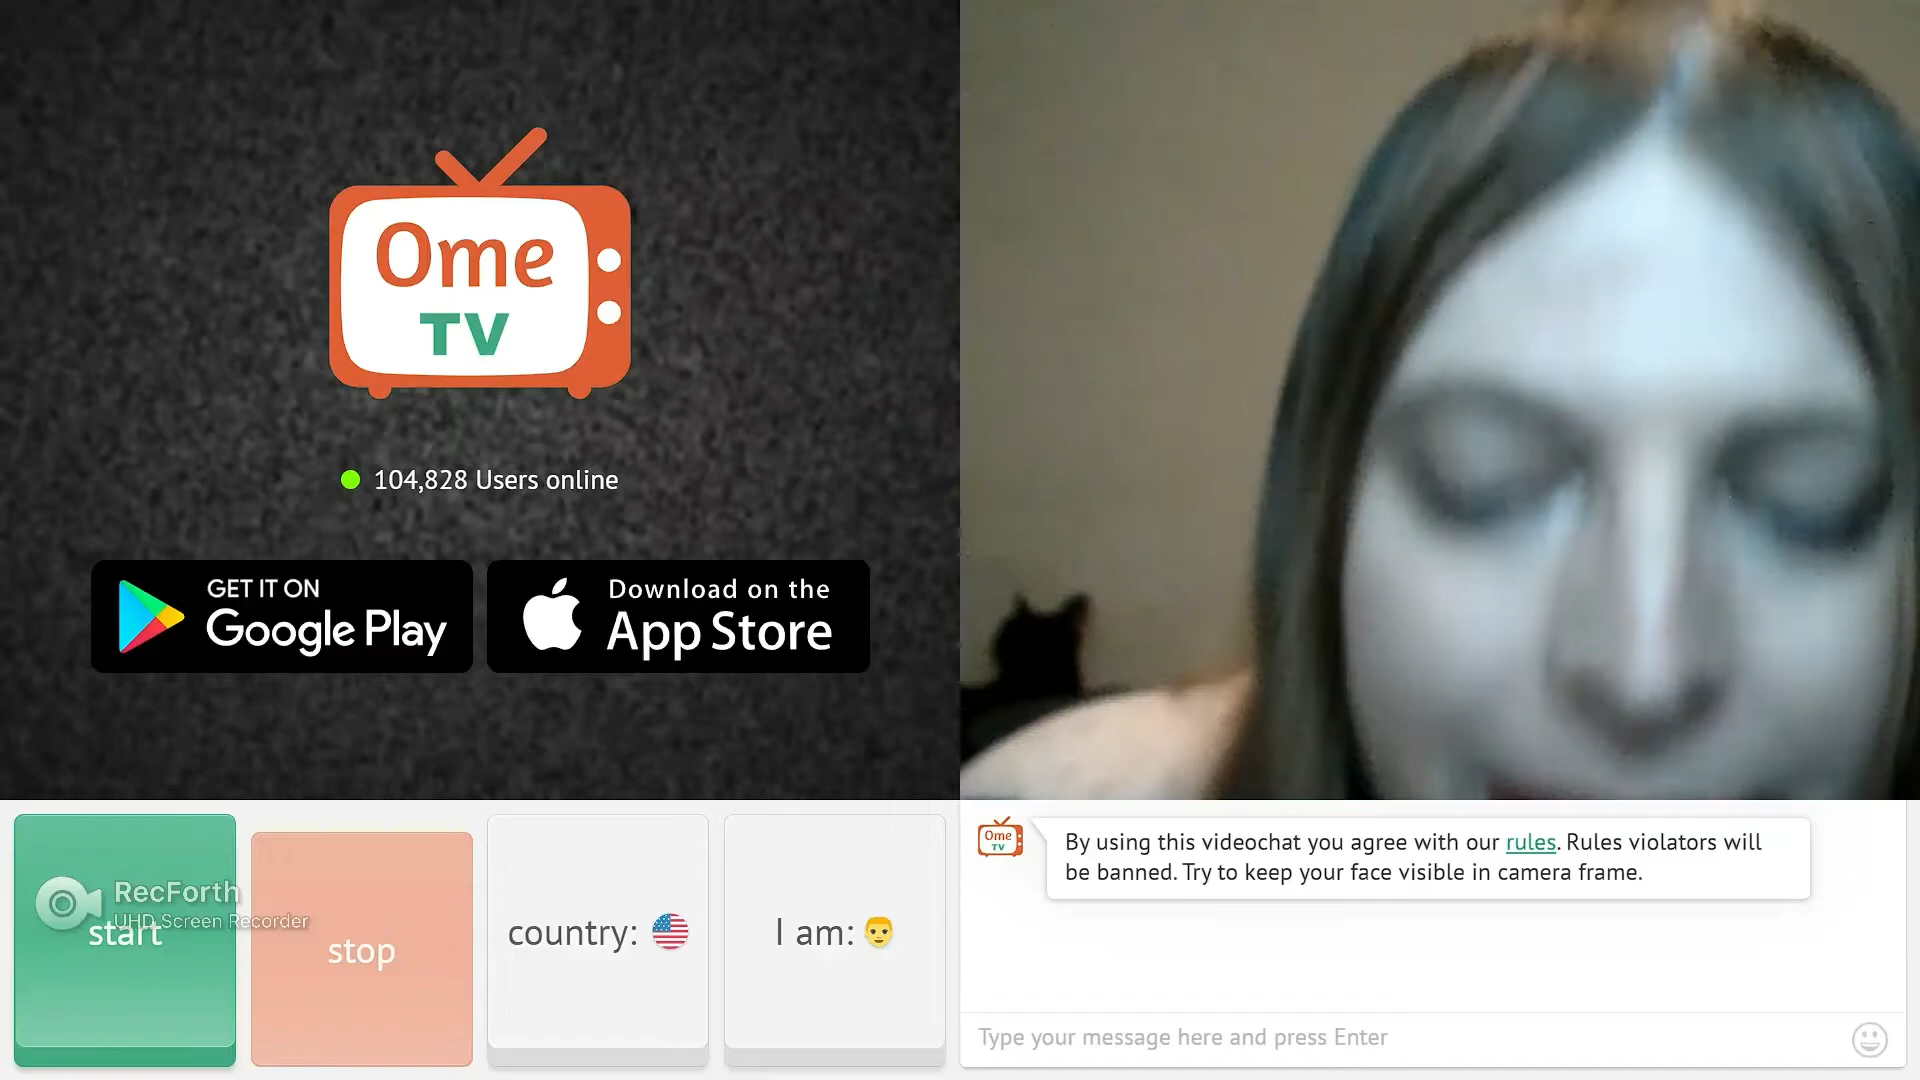 Ome
TV
104,828 Users online
GET IT ON
Google Play
Download on the
App Store
RecForth
UHD Screen Recorder
start
stop
country:
I am:
Ome
TV
By using this videochat you agree with our rules. Rules violators will
be banned. Try to keep your face visible in camera frame.
Type your message here and press Enter